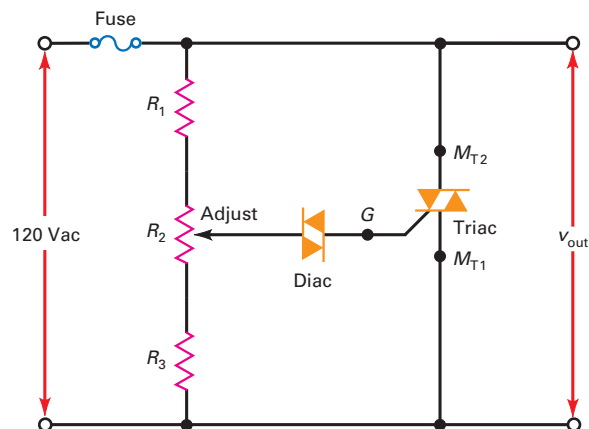 Fuse
R1
MT2
Adjust
G
Triac
120 Vac
R2
vout
MT1
Diac
R3